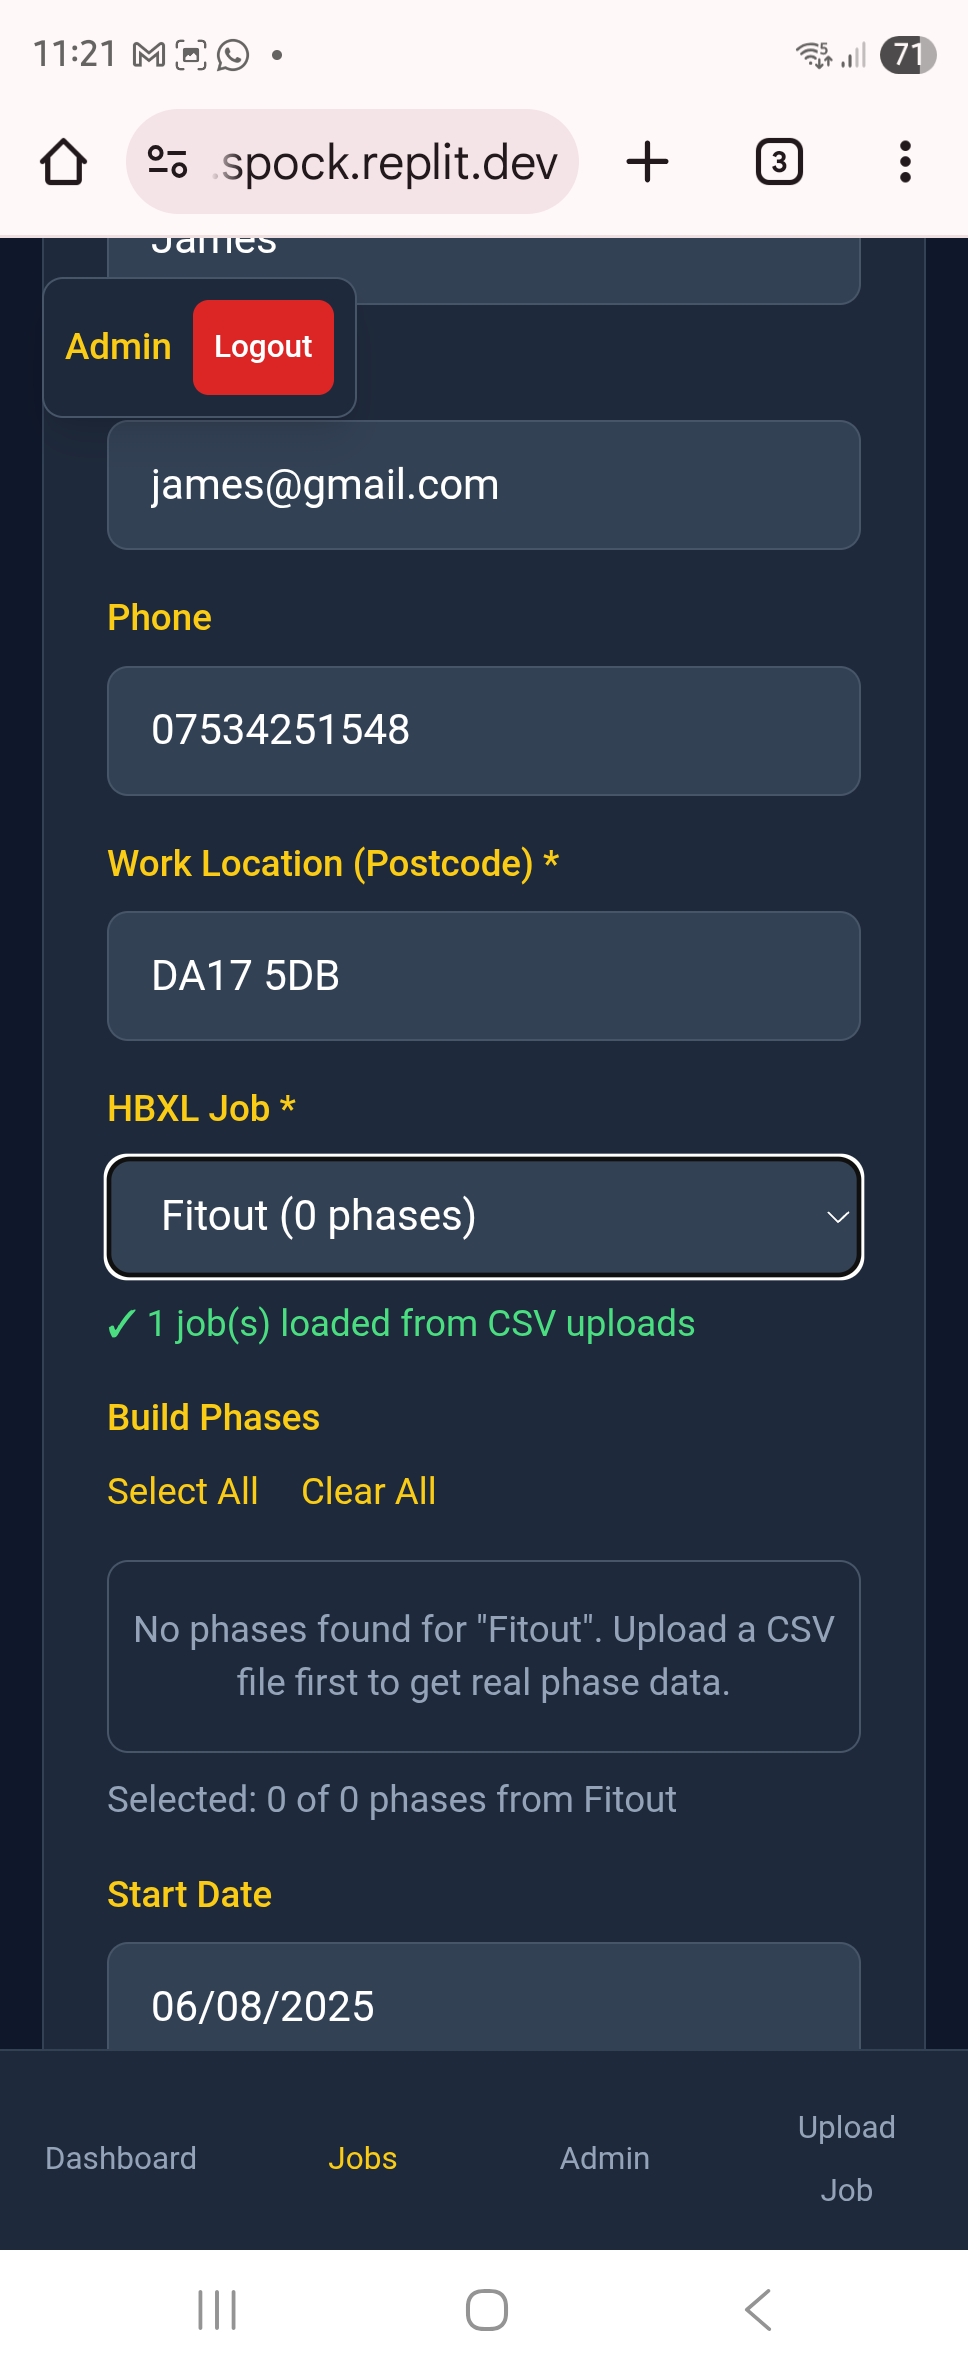 11:21
5
71
.spock.replit.dev
3
James
Admin
Logout
james@gmail.com
Phone
07534251548
Work Location (Postcode) *
DA17 5DB
HBXL Job *
Fitout (0 phases)
✓ 1 job(s) loaded from CSV uploads
Build Phases
Select All Clear All
No phases found for "Fitout". Upload a CSV
file first to get real phase data.
Selected: 0 of 0 phases from Fitout
Start Date
06/08/2025
Dashboard
Jobs
Admin
Upload
Job